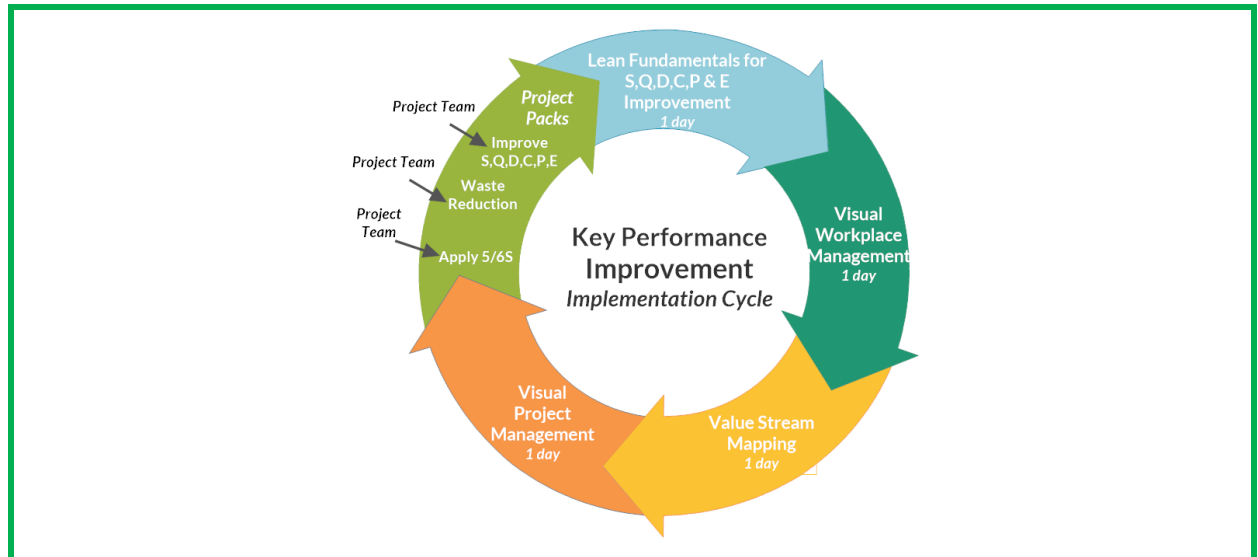 Lean Fundamentals for
S,Q,D,C,P & E
Improvement
1 day
Visual
Workplace
Management
1 day
Value Stream
Mapping
1 day
Visual
Project
Management
1 day
Project
Packs
Improve
S,Q,D,C,P,E
Waste
Reduction
Apply 5/6S
Project Team
Project Team
Project
Team
Key Performance
Improvement
Implementation Cycle